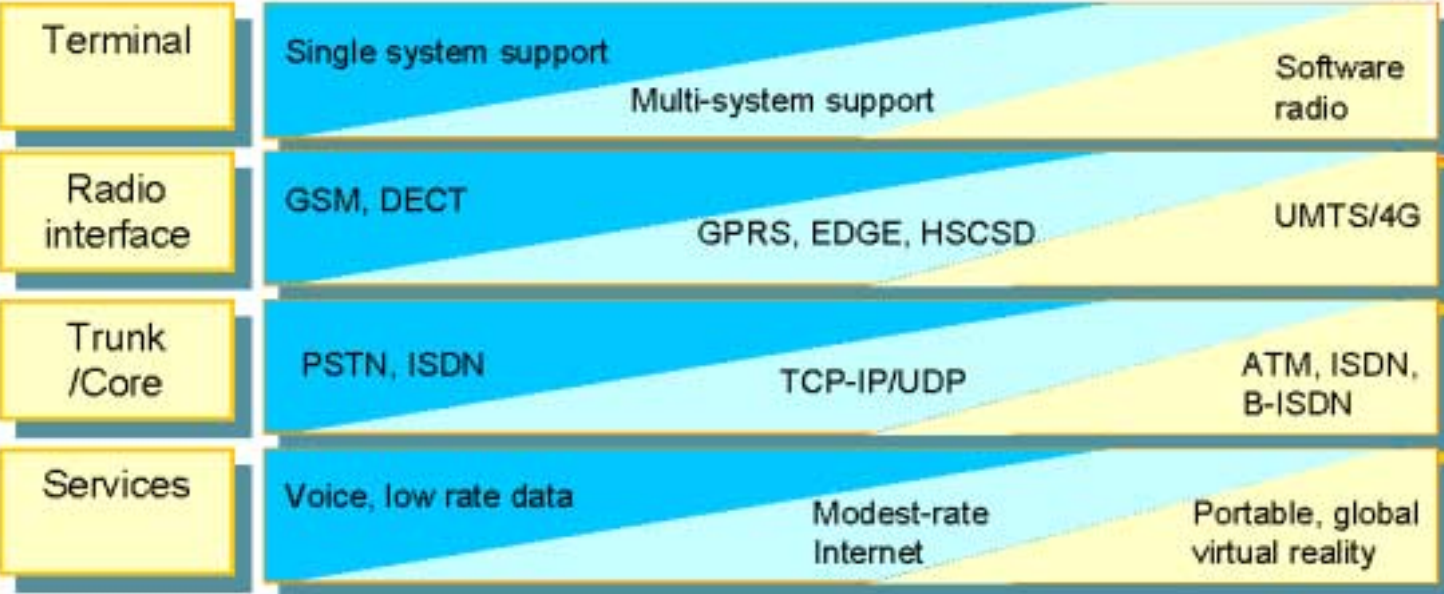 Terminal
Single system support
Multi-system support
Software
radio
Radio
interface
GSM, DECT
GPRS, EDGE, HSCSD
UMTS/4G
Trunk
/Core
PSTN, ISDN
TCP-IP/UDP
ATM, ISDN,
B-ISDN
Services
Voice, low rate data
Modest-rate
Internet
Portable, global
virtual reality